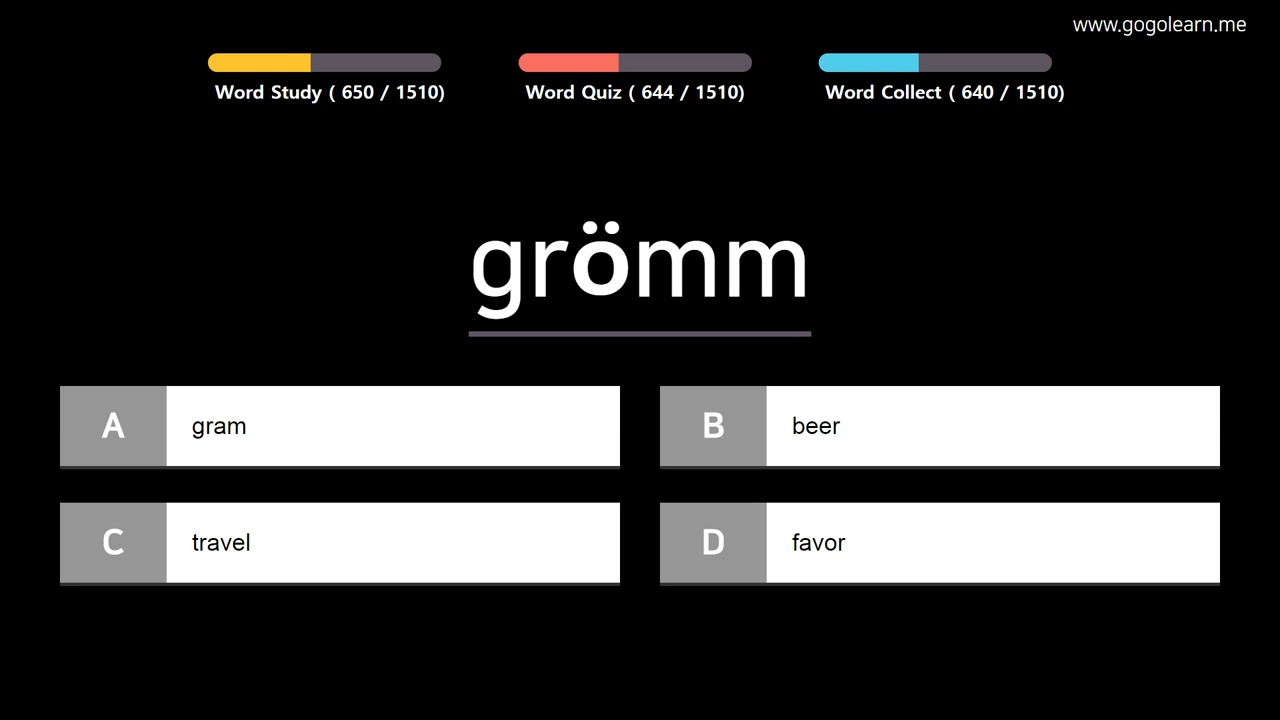 www.gogolearn.me
Word Study ( 650 / 1510)
Word Quiz ( 644 / 1510)
Word Collect ( 640 / 1510)
grömm
A gram
B beer
C travel
D favor